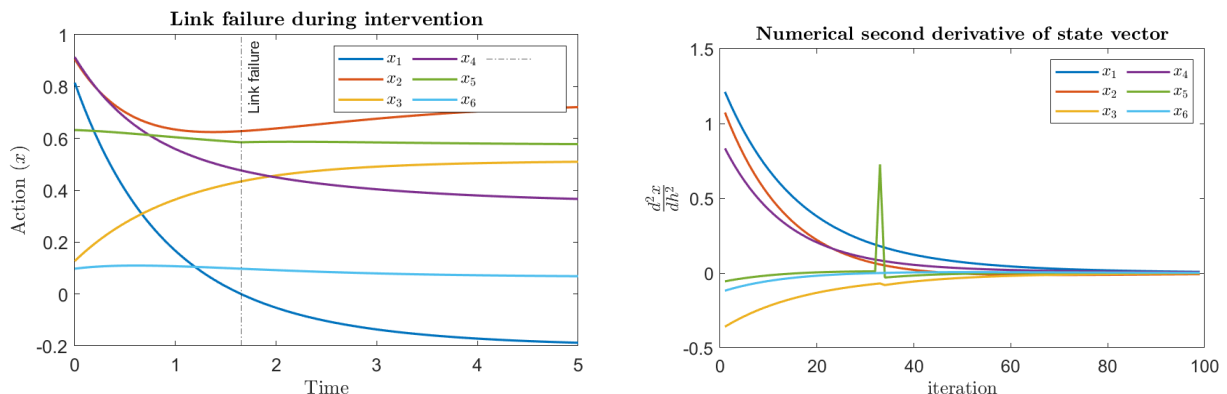 Link failure during intervention
1
0.8
0.6
0.4
0.2
0
-0.2
Action (x)
x₁ x₄
x₂ x₅
x₃ x₆
Link failure
0 1 2 3 4 5
Time
Numerical second derivative of state vector
1.5
1
0.5
0
-0.5
d²x
dh²
x₁ x₄
x₂ x₅
x₃ x₆
0 20 40 60 80 100
iteration